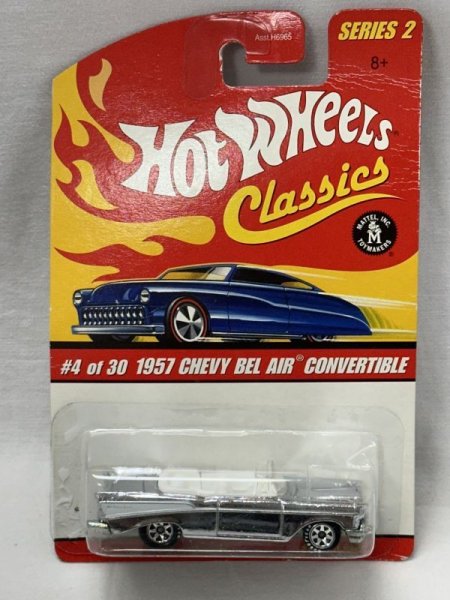 Asst.H6965
SERIES 2
8+
HOT WHEELS®
Classics
MATTEL, INC.
M
TOYMAKERS®
#4 of 30 1957 CHEVY BEL AIR® CONVERTIBLE